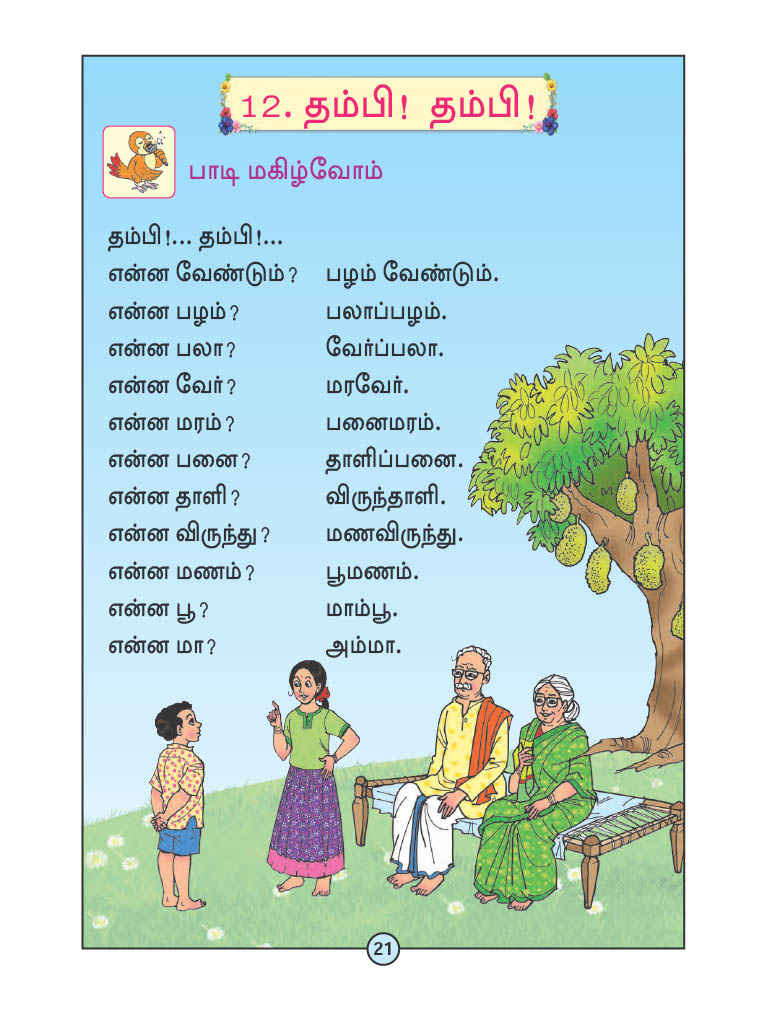 12. தம்பி! தம்பி!
பாடி மகிழ்வோம்
தம்பி!... தம்பி!...
என்ன வேண்டும்? பழம் வேண்டும்.
என்ன பழம்? பலாப்பழம்.
என்ன பலா? வேர்ப்பலா.
என்ன வேர்? மரவேர்.
என்ன மரம்? பனைமரம்.
என்ன பனை? தாளிப்பனை.
என்ன தாளி? விருந்தாளி.
என்ன விருந்து? மணவிருந்து.
என்ன மணம்? பூமணம்.
என்ன பூ? மாம்பூ.
என்ன மா? அம்மா.
21